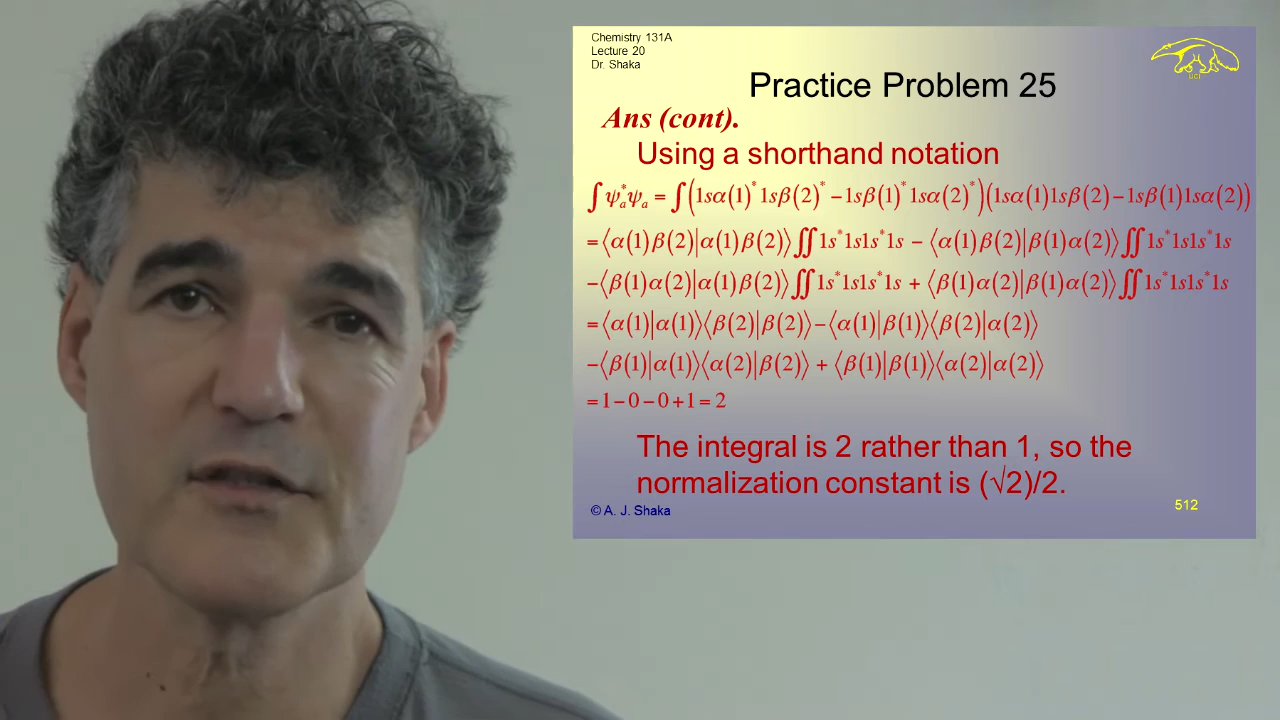 Chemistry 131A
Lecture 20
Dr. Shaka
UCI
Practice Problem 25
Ans (cont).
Using a shorthand notation
∫ψₐ*ψₐ = ∫(1sα(1)*1sβ(2)* − 1sβ(1)*1sα(2)*)(1sα(1)1sβ(2) − 1sβ(1)1sα(2))
= ⟨α(1)β(2)|α(1)β(2)⟩∬1s*1s1s*1s − ⟨α(1)β(2)|β(1)α(2)⟩∬1s*1s1s*1s
−⟨β(1)α(2)|α(1)β(2)⟩∬1s*1s1s*1s + ⟨β(1)α(2)|β(1)α(2)⟩∬1s*1s1s*1s
= ⟨α(1)|α(1)⟩⟨β(2)|β(2)⟩ − ⟨α(1)|β(1)⟩⟨β(2)|α(2)⟩
−⟨β(1)|α(1)⟩⟨α(2)|β(2)⟩ + ⟨β(1)|β(1)⟩⟨α(2)|α(2)⟩
= 1 − 0 − 0 + 1 = 2
The integral is 2 rather than 1, so the
normalization constant is (√2)/2.
© A. J. Shaka
512